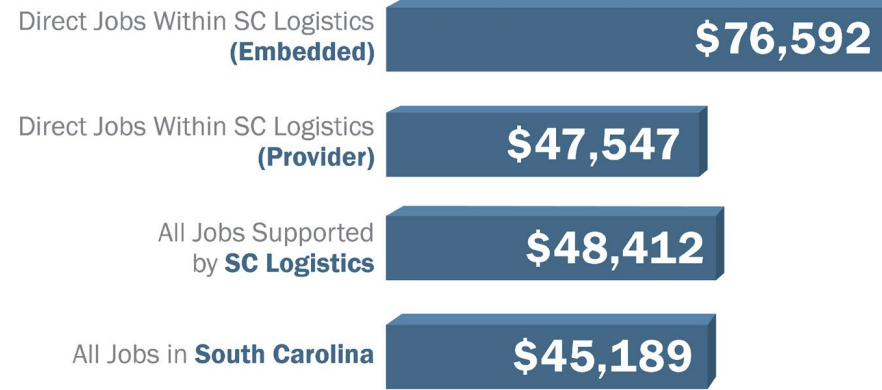 Direct Jobs Within SC Logistics
(Embedded)
$76,592
Direct Jobs Within SC Logistics
(Provider)
$47,547
All Jobs Supported
by SC Logistics
$48,412
All Jobs in South Carolina
$45,189